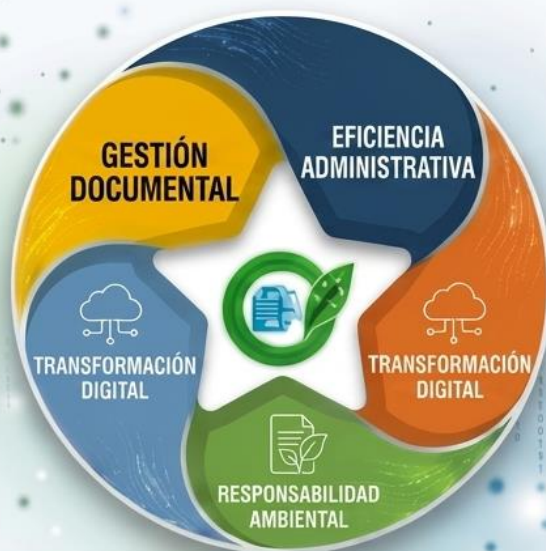 GESTIÓN
DOCUMENTAL
EFICIENCIA
ADMINISTRATIVA
TRANSFORMACIÓN
DIGITAL
TRANSFORMACIÓN
DIGITAL
RESPONSABILIDAD
AMBIENTAL